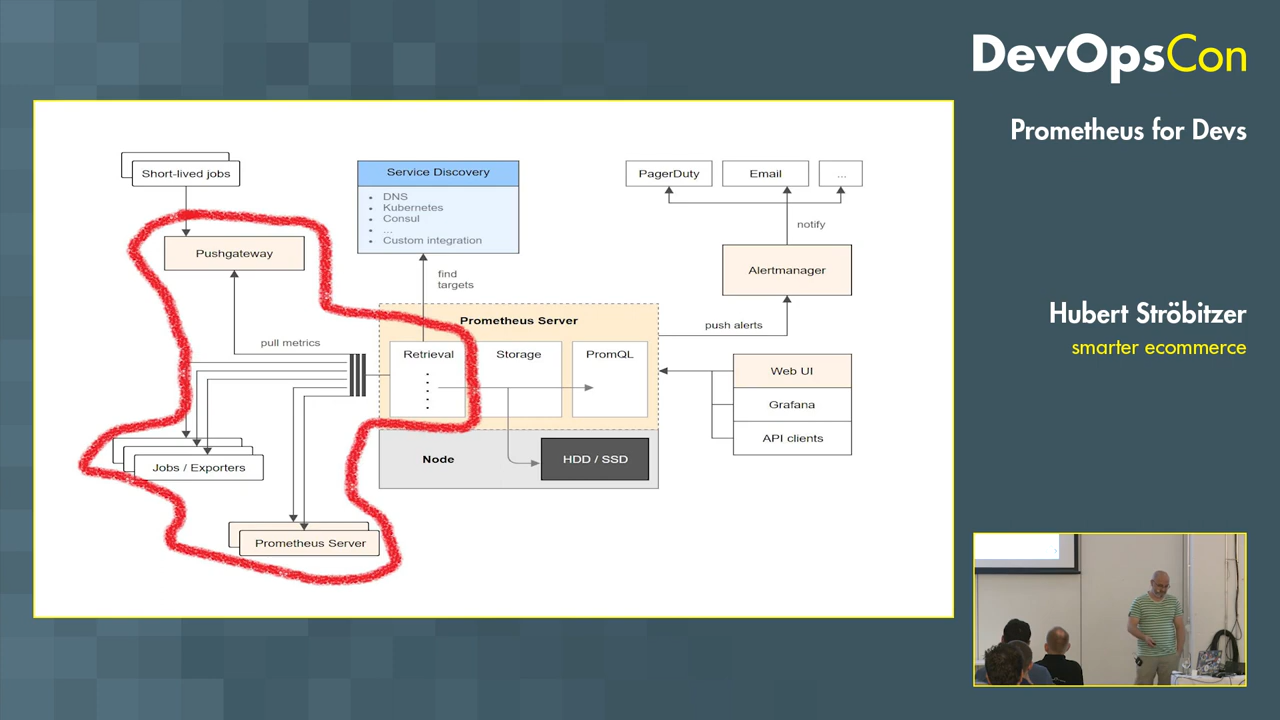 DevOpsCon
Prometheus for Devs
Hubert Ströbitzer
smarter ecommerce
Short-lived jobs
Pushgateway
pull metrics
Jobs / Exporters
Prometheus Server
Service Discovery
• DNS
• Kubernetes
• Consul
• ...
• Custom integration
find
targets
Prometheus Server
Retrieval
Storage
PromQL
Node
HDD / SSD
PagerDuty
Email
...
notify
Alertmanager
push alerts
Web UI
Grafana
API clients